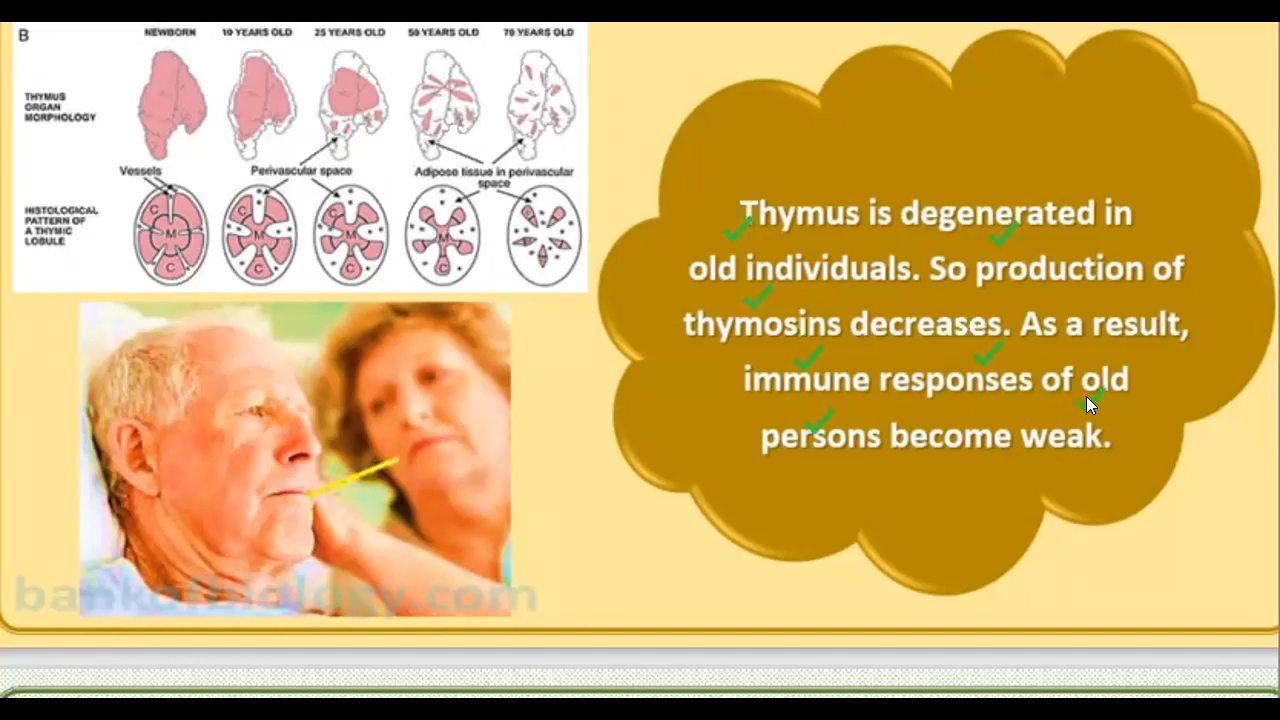 B
NEWBORN 10 YEARS OLD 25 YEARS OLD 50 YEARS OLD 70 YEARS OLD
THYMUS
ORGAN
MORPHOLOGY
Vessels
Perivascular space
Adipose tissue in perivascular
space
HISTOLOGICAL
PATTERN OF
A THYMIC
LOBULE
C M C
C M C
C M C
M C
C
Thymus is degenerated in
old individuals. So production of
thymosins decreases. As a result,
immune responses of old
persons become weak.
bankofbiology.com